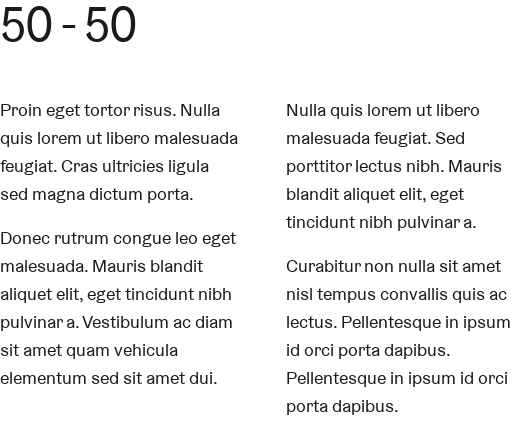 50 - 50
Proin eget tortor risus. Nulla
quis lorem ut libero malesuada
feugiat. Cras ultricies ligula
sed magna dictum porta.
Donec rutrum congue leo eget
malesuada. Mauris blandit
aliquet elit, eget tincidunt nibh
pulvinar a. Vestibulum ac diam
sit amet quam vehicula
elementum sed sit amet dui.
Nulla quis lorem ut libero
malesuada feugiat. Sed
porttitor lectus nibh. Mauris
blandit aliquet elit, eget
tincidunt nibh pulvinar a.
Curabitur non nulla sit amet
nisl tempus convallis quis ac
lectus. Pellentesque in ipsum
id orci porta dapibus.
Pellentesque in ipsum id orci
porta dapibus.